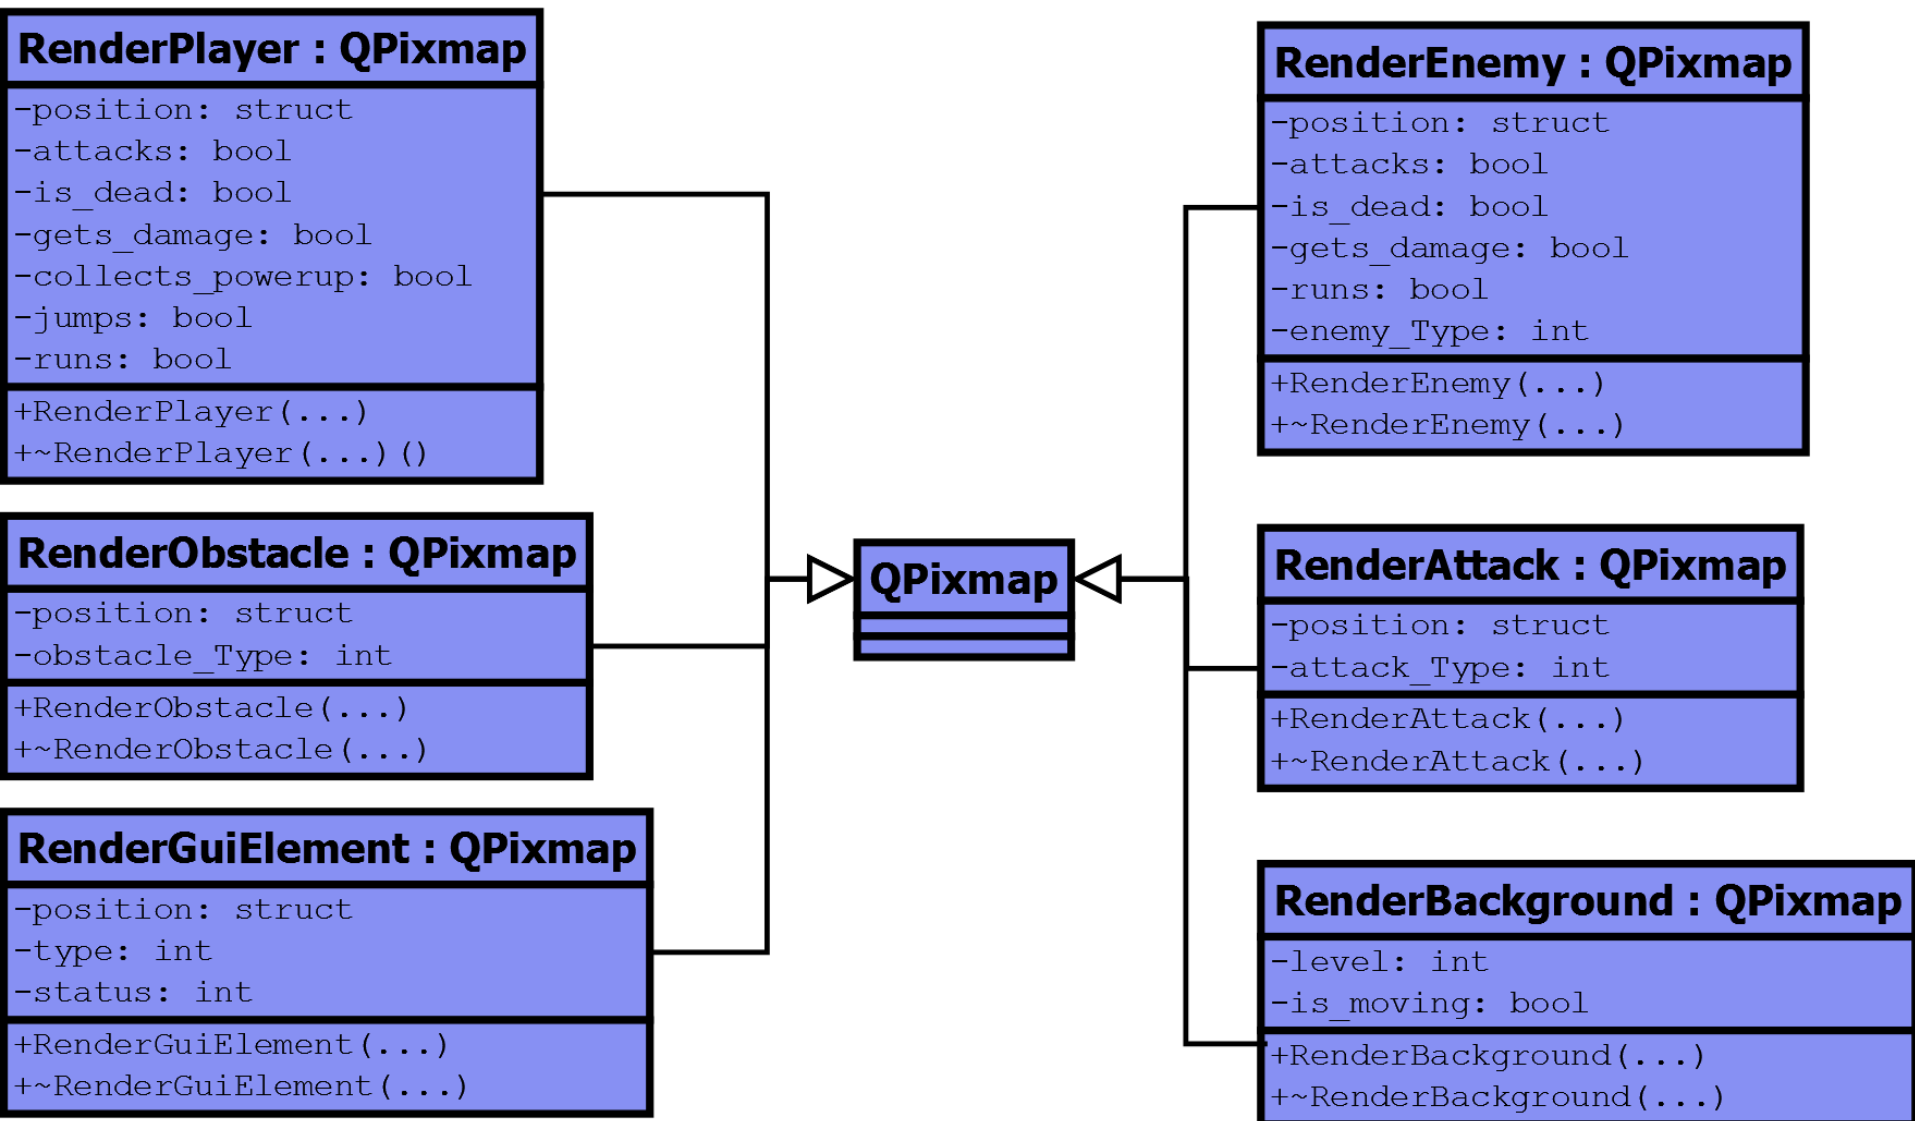 RenderPlayer : QPixmap
-position: struct
-attacks: bool
-is_dead: bool
-gets_damage: bool
-collects_powerup: bool
-jumps: bool
-runs: bool
+RenderPlayer(...)
+~RenderPlayer(...)()
RenderObstacle : QPixmap
-position: struct
-obstacle_Type: int
+RenderObstacle(...)
+~RenderObstacle(...)
RenderGuiElement : QPixmap
-position: struct
-type: int
-status: int
+RenderGuiElement(...)
+~RenderGuiElement(...)
QPixmap
RenderEnemy : QPixmap
-position: struct
-attacks: bool
-is_dead: bool
-gets_damage: bool
-runs: bool
-enemy_Type: int
+RenderEnemy(...)
+~RenderEnemy(...)
RenderAttack : QPixmap
-position: struct
-attack_Type: int
+RenderAttack(...)
+~RenderAttack(...)
RenderBackground : QPixmap
-level: int
-is_moving: bool
+RenderBackground(...)
+~RenderBackground(...)